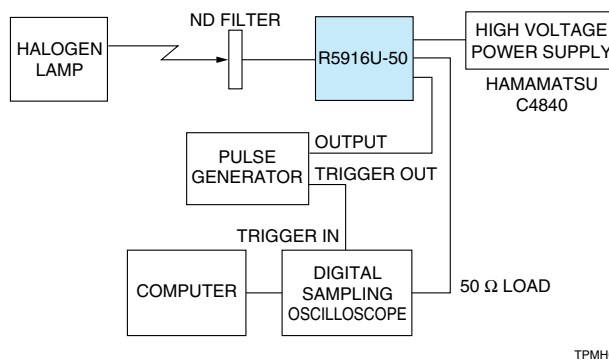 ND FILTER
HALOGEN
LAMP
R5916U-50
HIGH VOLTAGE
POWER SUPPLY
HAMAMATSU
C4840
PULSE
GENERATOR
OUTPUT
TRIGGER OUT
TRIGGER IN
COMPUTER
DIGITAL
SAMPLING
OSCILLOSCOPE
50 Ω LOAD
TPMH